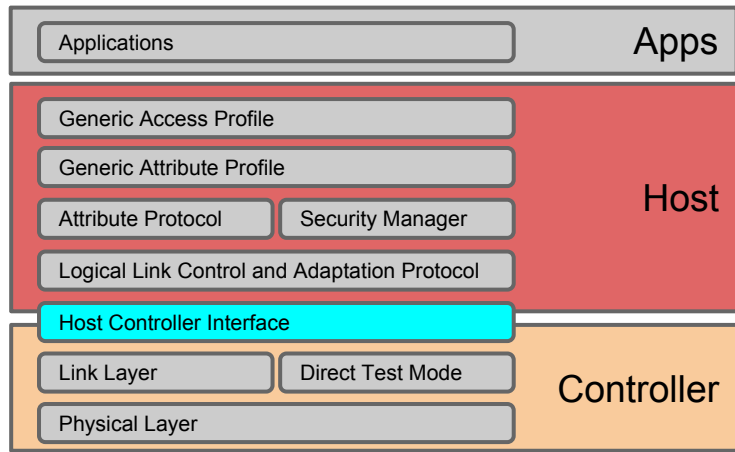 Applications
Apps
Generic Access Profile
Generic Attribute Profile
Attribute Protocol
Security Manager
Host
Logical Link Control and Adaptation Protocol
Host Controller Interface
Link Layer
Direct Test Mode
Controller
Physical Layer